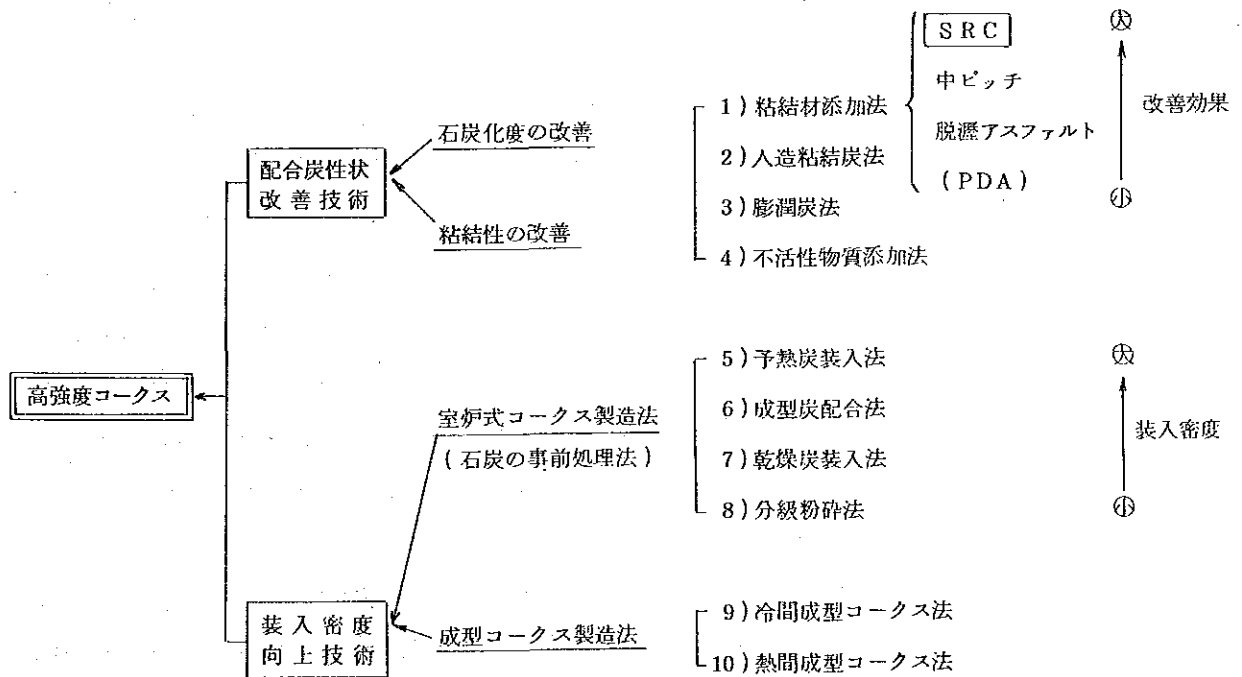 高強度コークス
配合炭性状
改善技術
石炭化度の改善
粘結性の改善
1)粘結材添加法
2)人造粘結炭法
3)膨潤炭法
4)不活性物質添加法
SRC
中ピッチ
脱瀝アスファルト
(PDA)
大
改善効果
小
装入密度
向上技術
室炉式コークス製造法
(石炭の事前処理法)
成型コークス製造法
5)予熱炭装入法
6)成型炭配合法
7)乾燥炭装入法
8)分級粉砕法
大
装入密度
小
9)冷間成型コークス法
10)熱間成型コークス法